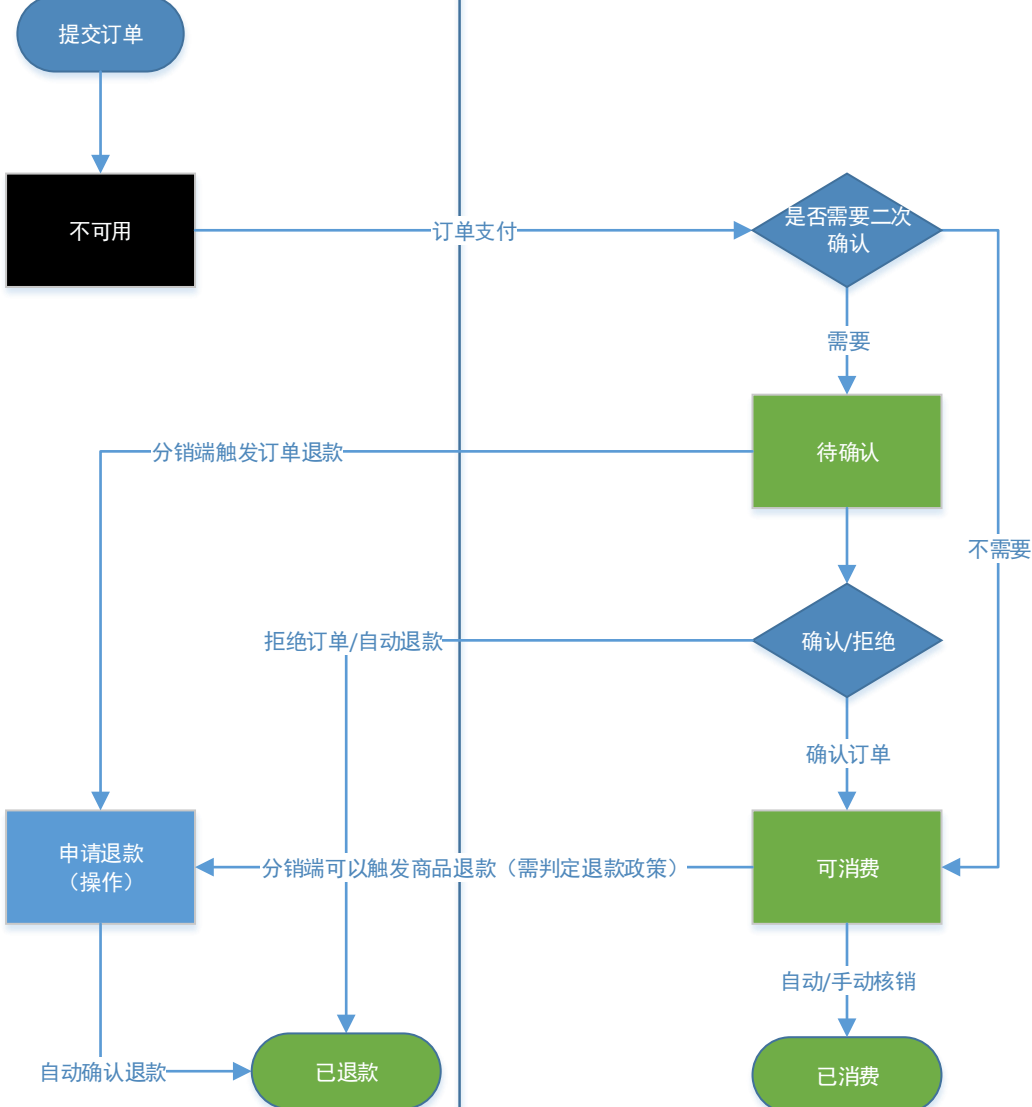 提交订单
不可用
订单支付
是否需要二次
确认
需要
分销端触发订单退款
待确认
不需要
拒绝订单/自动退款
确认/拒绝
确认订单
申请退款
（操作）
分销端可以触发商品退款（需判定退款政策）
可消费
自动/手动核销
自动确认退款
已退款
已消费